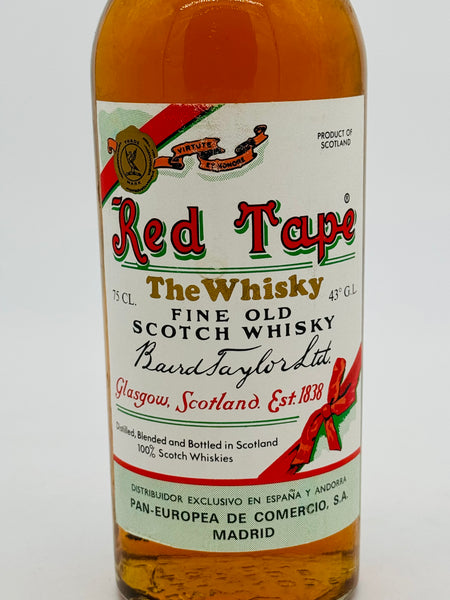 VIRTUTE
ET HONORE
PRODUCT OF
SCOTLAND
TRADE
MARK
Red Tape®
The Whisky
75 CL.
43° G.L.
FINE OLD
SCOTCH WHISKY
Baird Taylor Ltd.
Glasgow, Scotland. Est. 1838
Distilled, Blended and Bottled in Scotland
100% Scotch Whiskies
DISTRIBUIDOR EXCLUSIVO EN ESPAÑA Y ANDORRA
PAN-EUROPEA DE COMERCIO, S.A.
MADRID